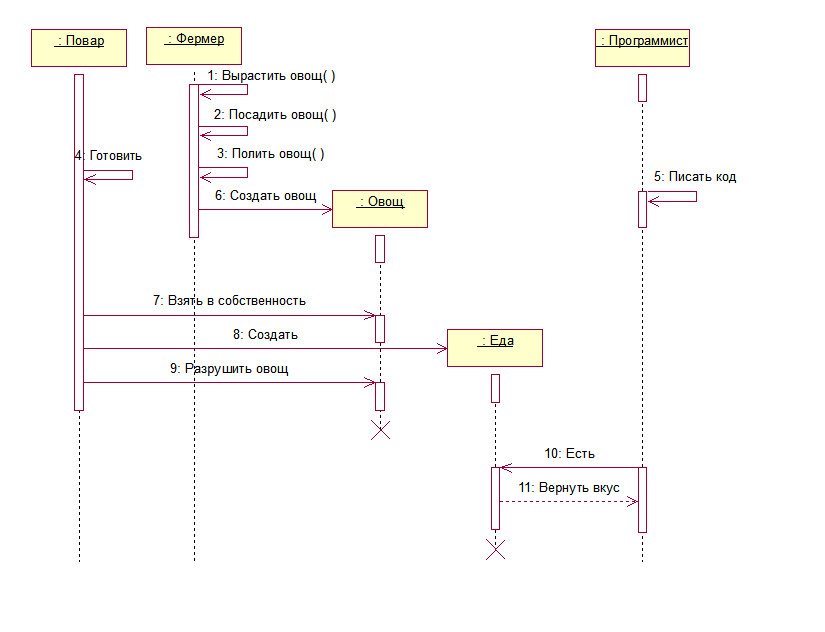 : Повар
: Фермер
: Программист
1: Вырастить овощ( )
2: Посадить овощ( )
3: Полить овощ( )
4: Готовить
5: Писать код
6: Создать овощ
: Овощ
7: Взять в собственность
8: Создать
: Еда
9: Разрушить овощ
10: Есть
11: Вернуть вкус